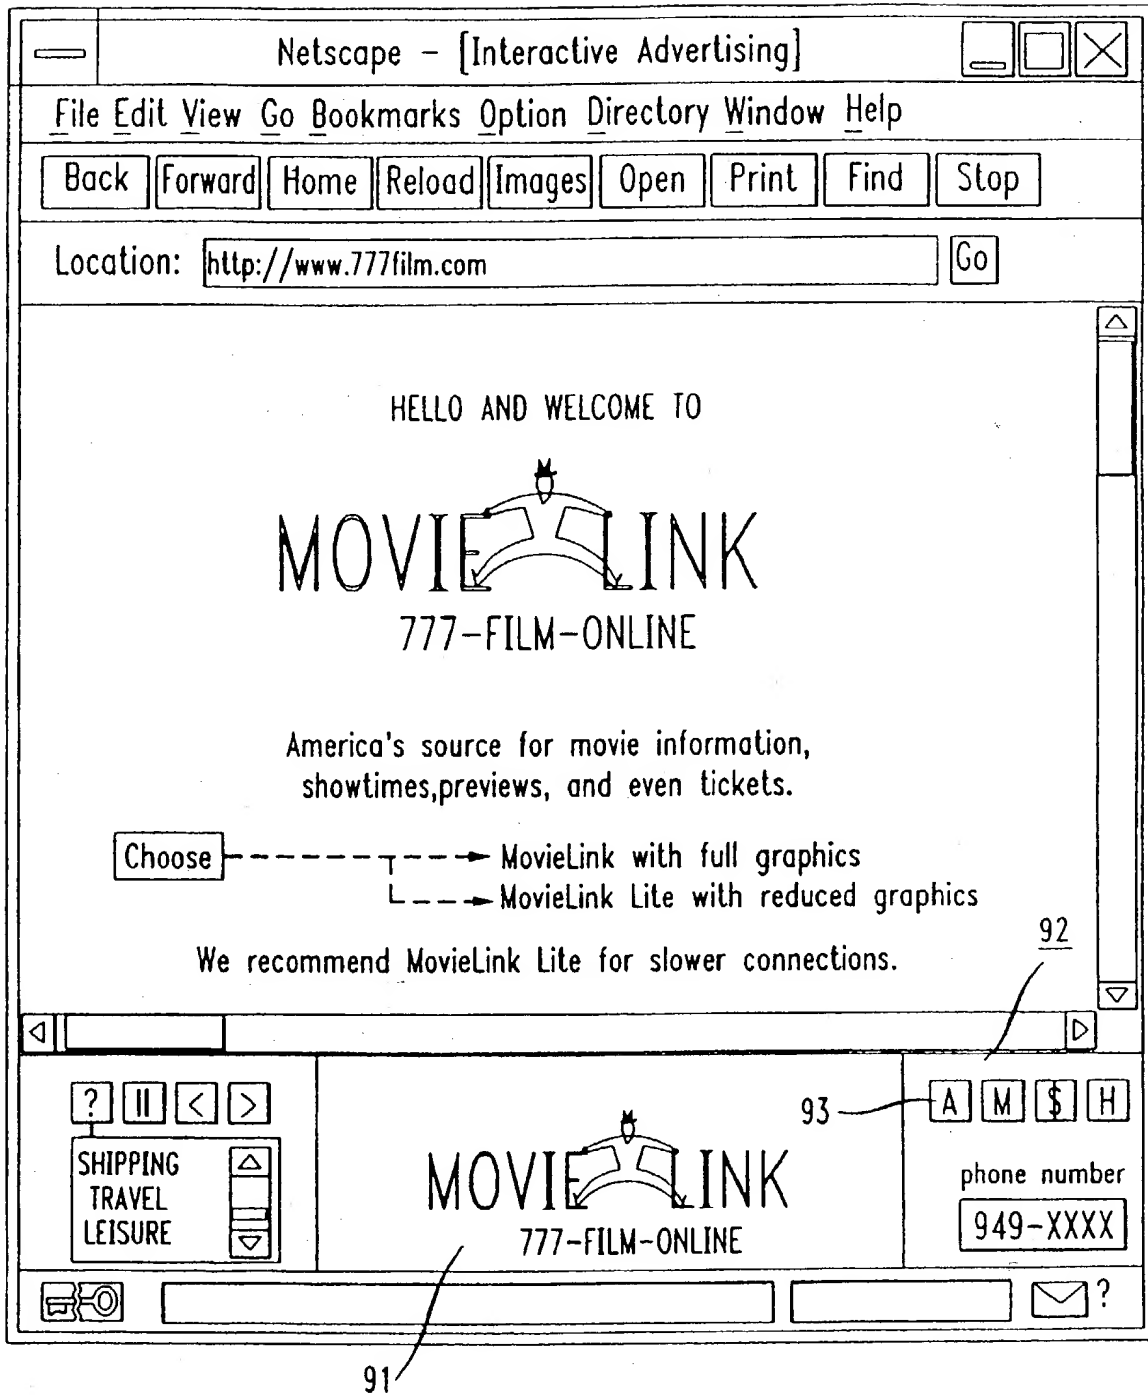 Netscape - [Interactive Advertising]
File Edit View Go Bookmarks Option Directory Window Help
Back Forward Home Reload Images Open Print Find Stop
Location: http://www.777film.com Go
HELLO AND WELCOME TO
MOVIE LINK
777-FILM-ONLINE
America's source for movie information,
showtimes,previews, and even tickets.
Choose MovieLink with full graphics
MovieLink Lite with reduced graphics
We recommend MovieLink Lite for slower connections.
92
? || < >
SHIPPING
TRAVEL
LEISURE
MOVIE LINK
777-FILM-ONLINE
93 A M $ H
phone number
949-XXXX
?
91